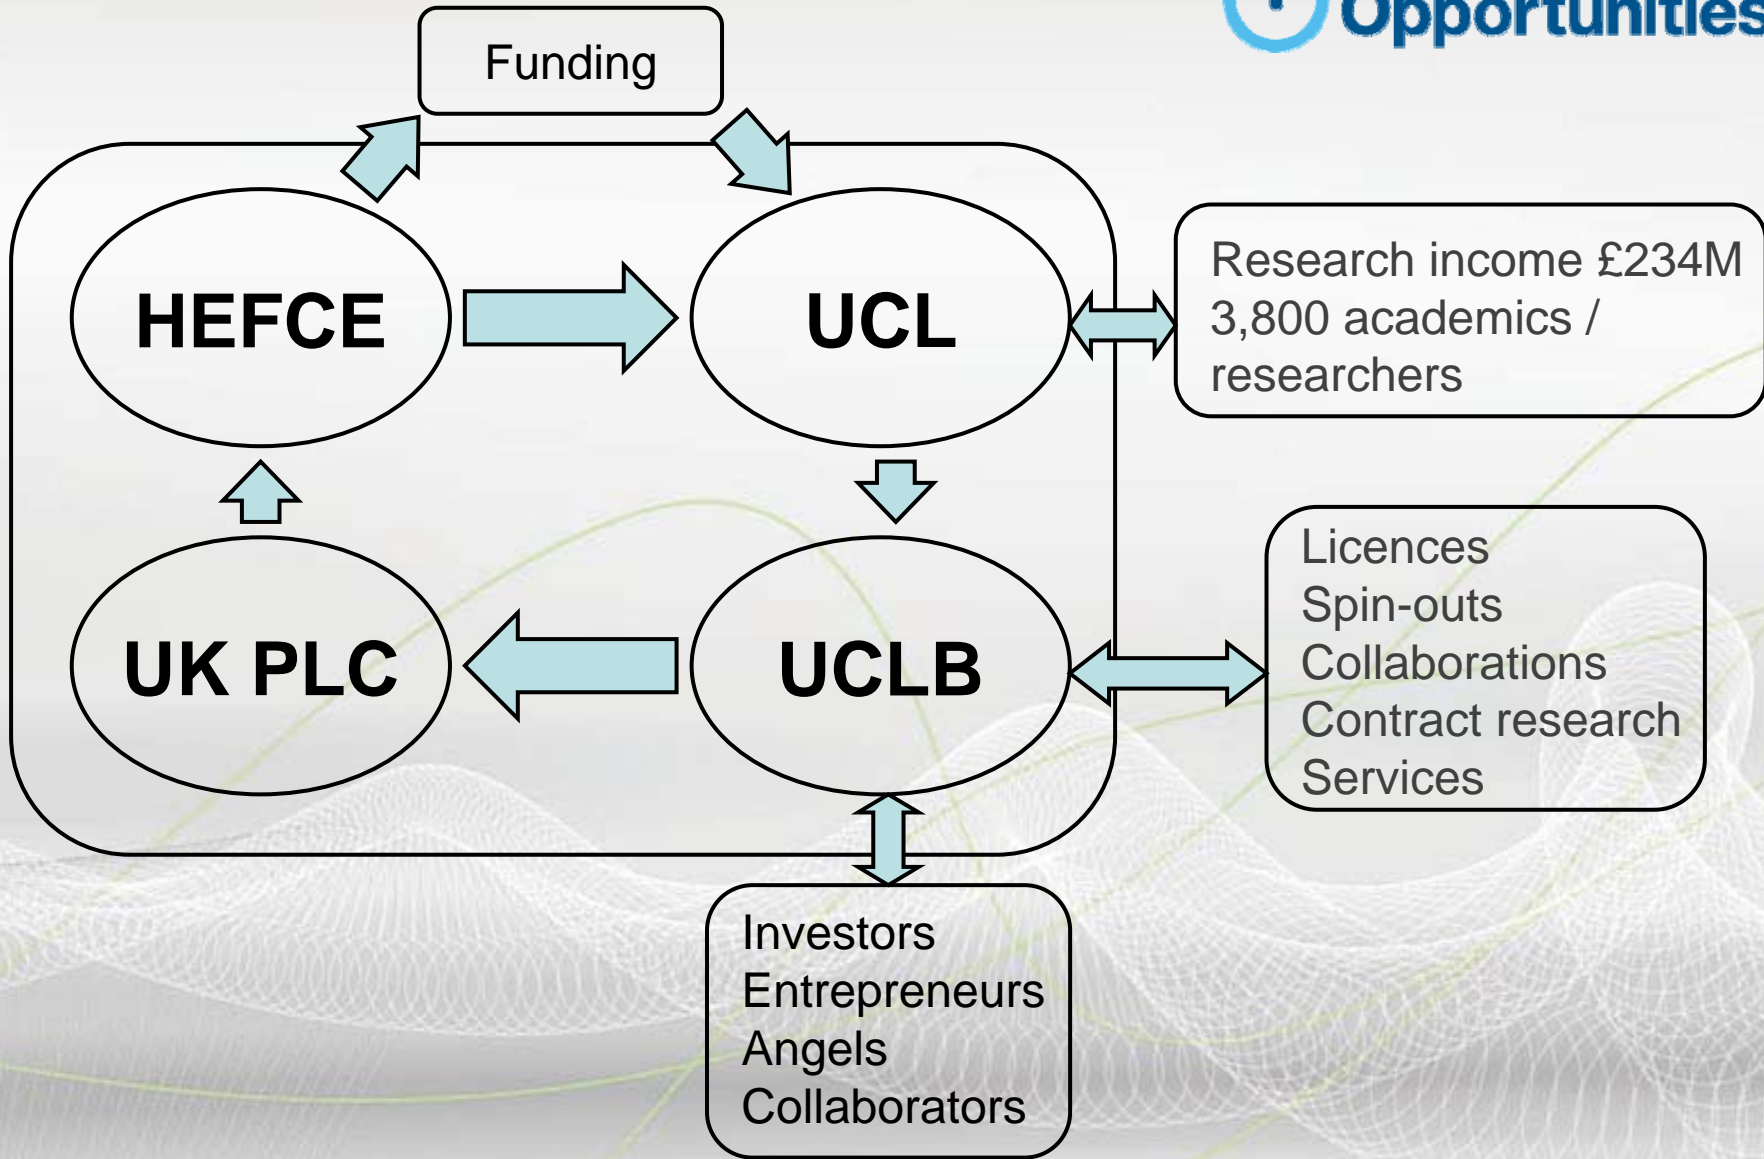 Opportunities
Funding
HEFCE
UCL
Research income £234M
3,800 academics /
researchers
UK PLC
UCLB
Licences
Spin-outs
Collaborations
Contract research
Services
Investors
Entrepreneurs
Angels
Collaborators